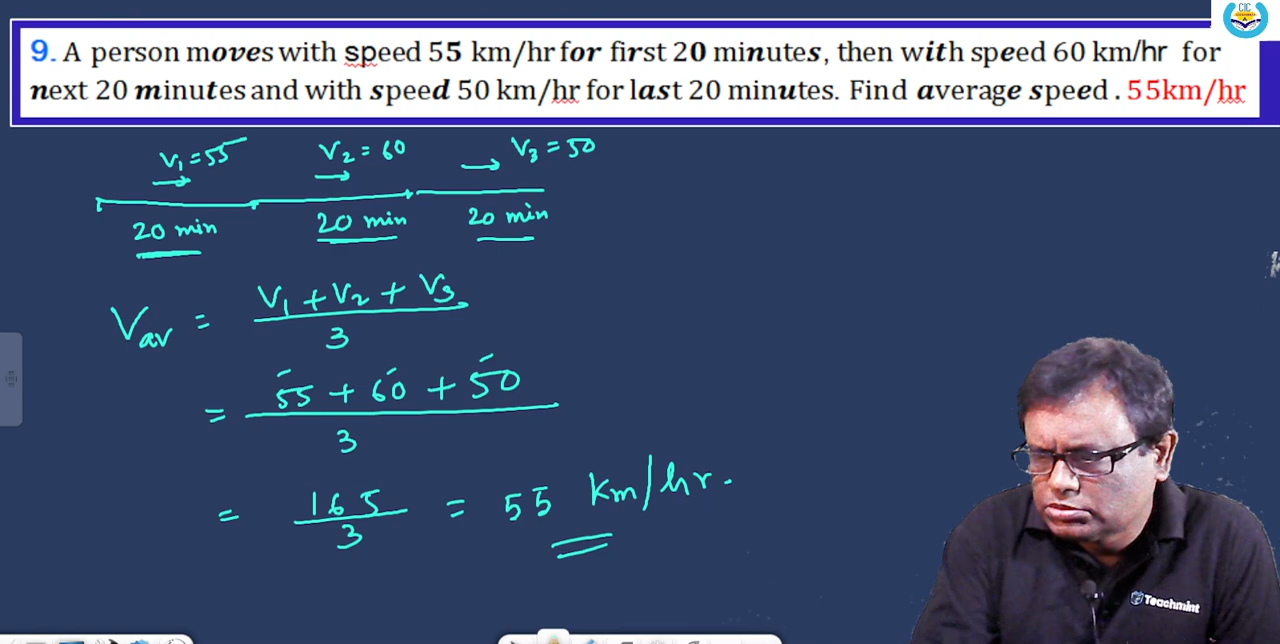 CIC
9. A person moves with speed 55 km/hr for first 20 minutes, then with speed 60 km/hr for
next 20 minutes and with speed 50 km/hr for last 20 minutes. Find average speed. 55km/hr
V₁ = 55 V₂ = 60 V₃ = 50
20 min 20 min 20 min
Vav = V₁ + V₂ + V₃ / 3
= 55 + 60 + 50 / 3
= 165 / 3 = 55 km/hr.
Teachmint